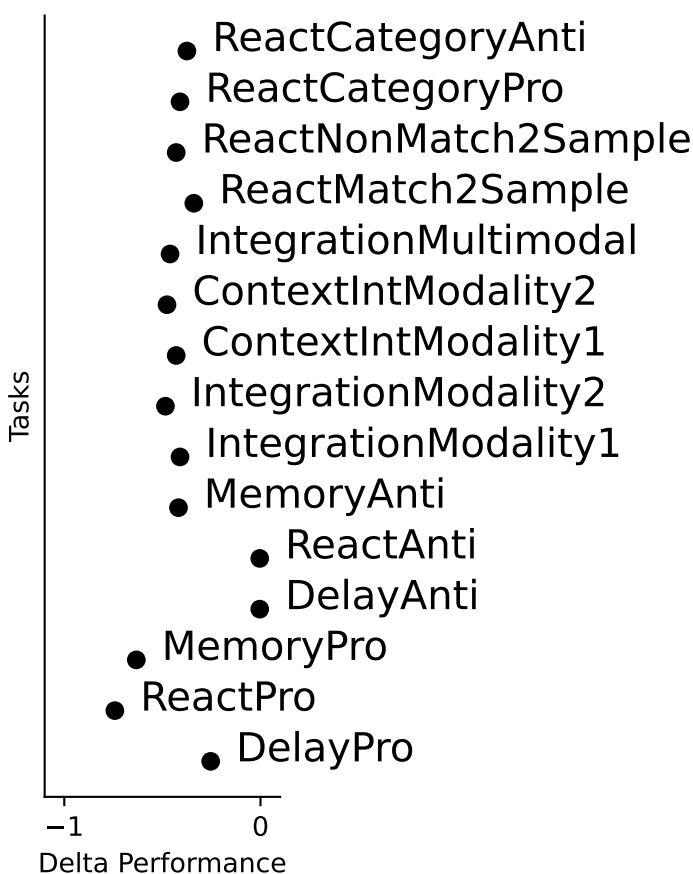 ReactCategoryAnti
ReactCategoryPro
ReactNonMatch2Sample
ReactMatch2Sample
IntegrationMultimodal
ContextIntModality2
ContextIntModality1
IntegrationModality2
IntegrationModality1
MemoryAnti
ReactAnti
DelayAnti
MemoryPro
ReactPro
DelayPro
Tasks
−1 0
Delta Performance